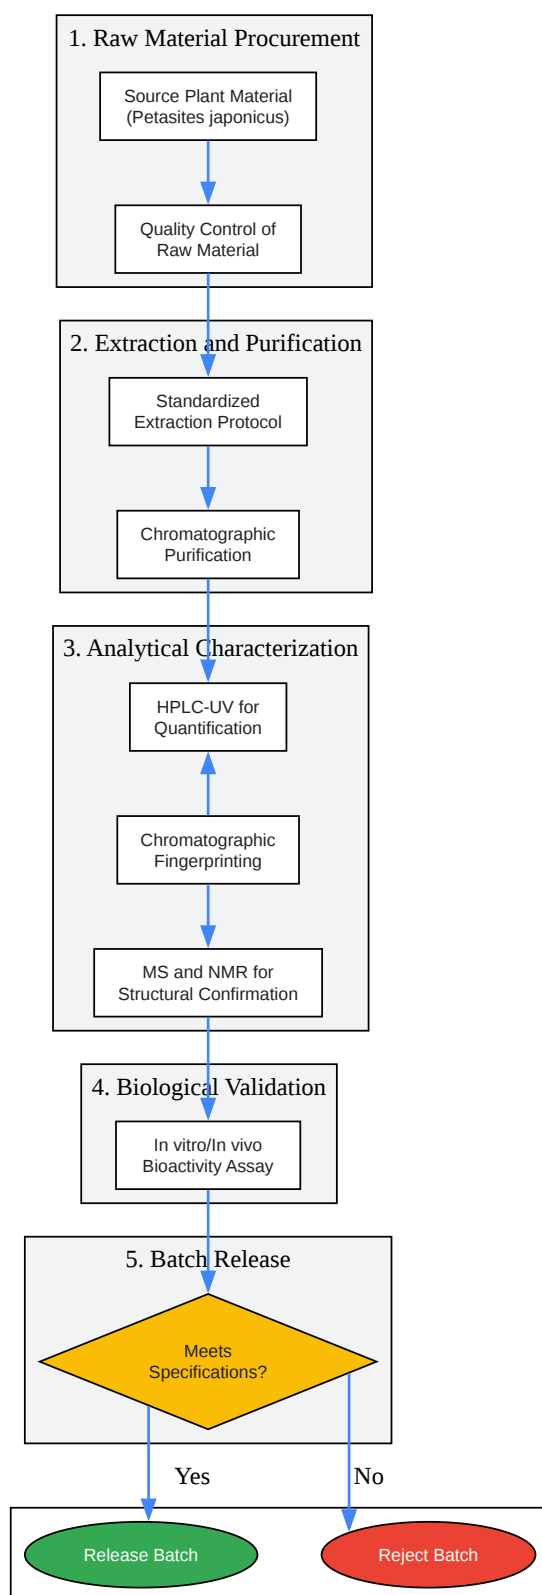 1. Raw Material Procurement
Source Plant Material
(Petasites japonicus)
Quality Control of
Raw Material
2. Extraction and Purification
Standardized
Extraction Protocol
Chromatographic
Purification
3. Analytical Characterization
HPLC-UV for
Quantification
Chromatographic
Fingerprinting
MS and NMR for
Structural Confirmation
4. Biological Validation
In vitro/In vivo
Bioactivity Assay
5. Batch Release
Meets
Specifications?
Yes
No
Release Batch
Reject Batch